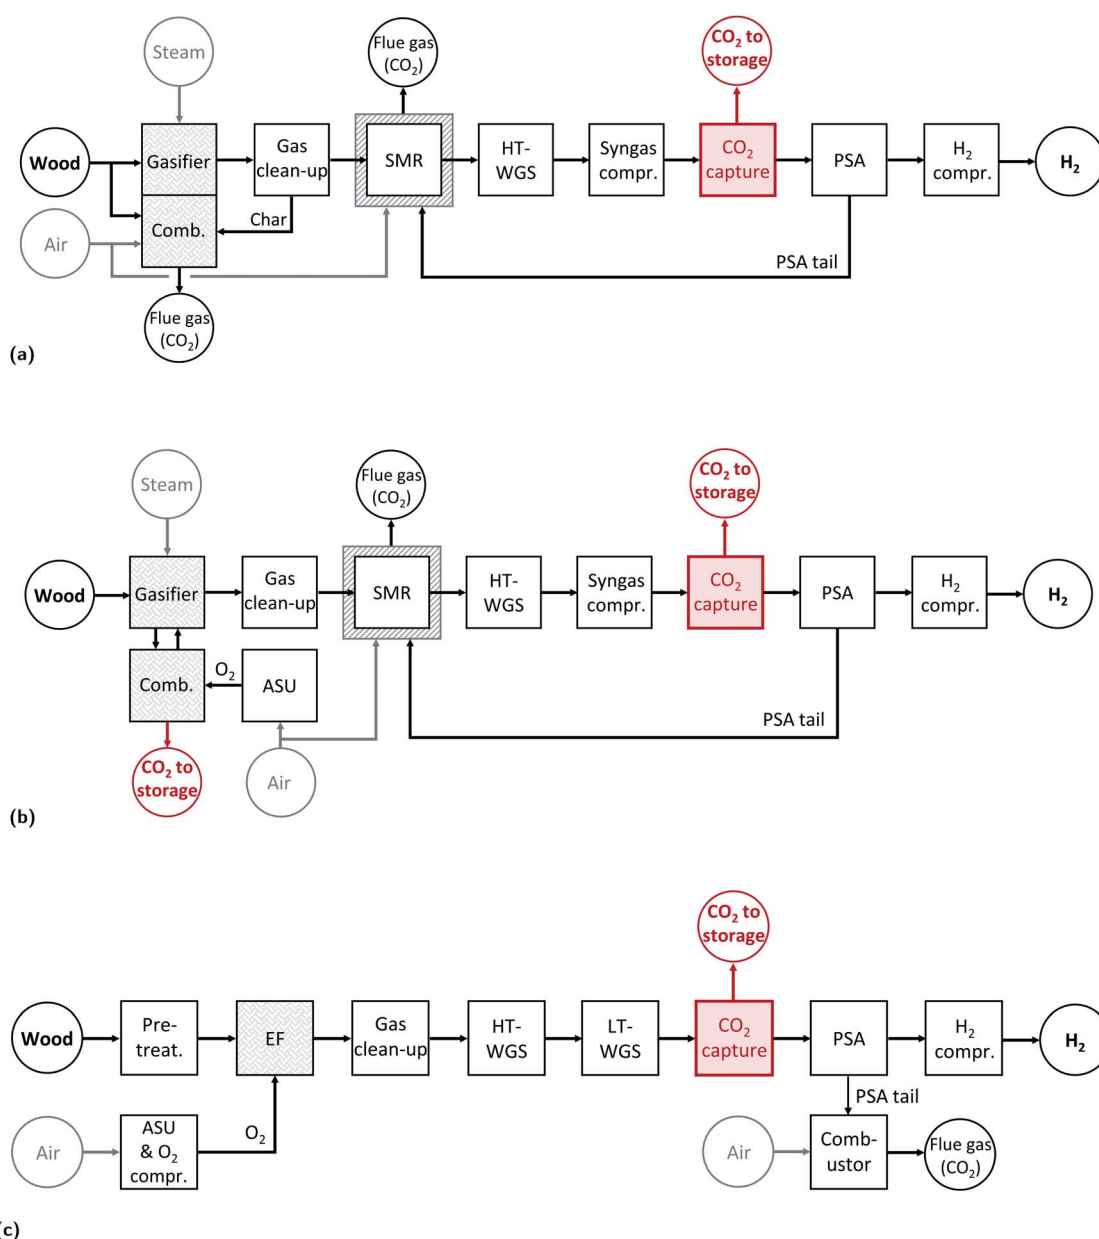 Steam
Flue gas
(CO₂)
CO₂ to
storage
Wood
Gasifier
Gas
clean-up
SMR
HT-
WGS
Syngas
compr.
CO₂
capture
PSA
H₂
compr.
H₂
Air
Comb.
Char
PSA tail
Flue gas
(CO₂)
(a)
Steam
Flue gas
(CO₂)
CO₂ to
storage
Wood
Gasifier
Gas
clean-up
SMR
HT-
WGS
Syngas
compr.
CO₂
capture
PSA
H₂
compr.
H₂
Comb.
O₂
ASU
PSA tail
CO₂ to
storage
Air
(b)
CO₂ to
storage
Wood
Pre-
treat.
EF
Gas
clean-up
HT-
WGS
LT-
WGS
CO₂
capture
PSA
H₂
compr.
H₂
PSA tail
Air
ASU
& O₂
compr.
O₂
Air
Comb-
ustor
Flue gas
(CO₂)
(c)